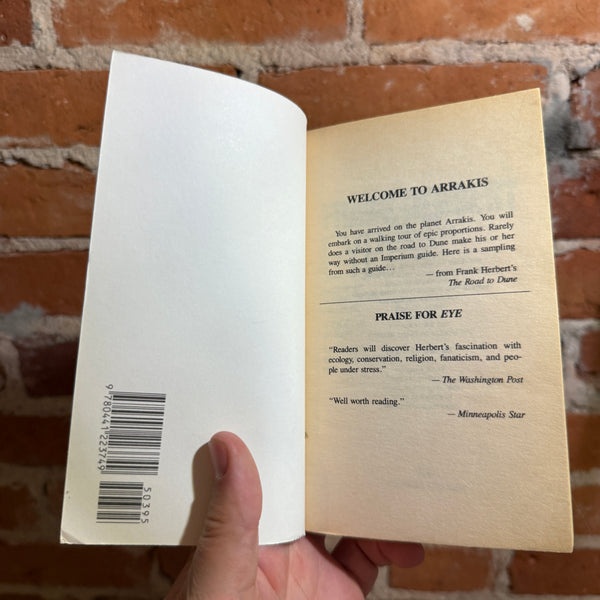 9 780441 223749
50395
WELCOME TO ARRAKIS
You have arrived on the planet Arrakis. You will
embark on a walking tour of epic proportions. Rarely
does a visitor on the road to Dune make his or her
way without an Imperium guide. Here is a sampling
from such a guide...
— from Frank Herbert's
The Road to Dune
PRAISE FOR EYE
"Readers will discover Herbert's fascination with
ecology, conservation, religion, fanaticism, and peo-
ple under stress."
— The Washington Post
"Well worth reading."
— Minneapolis Star